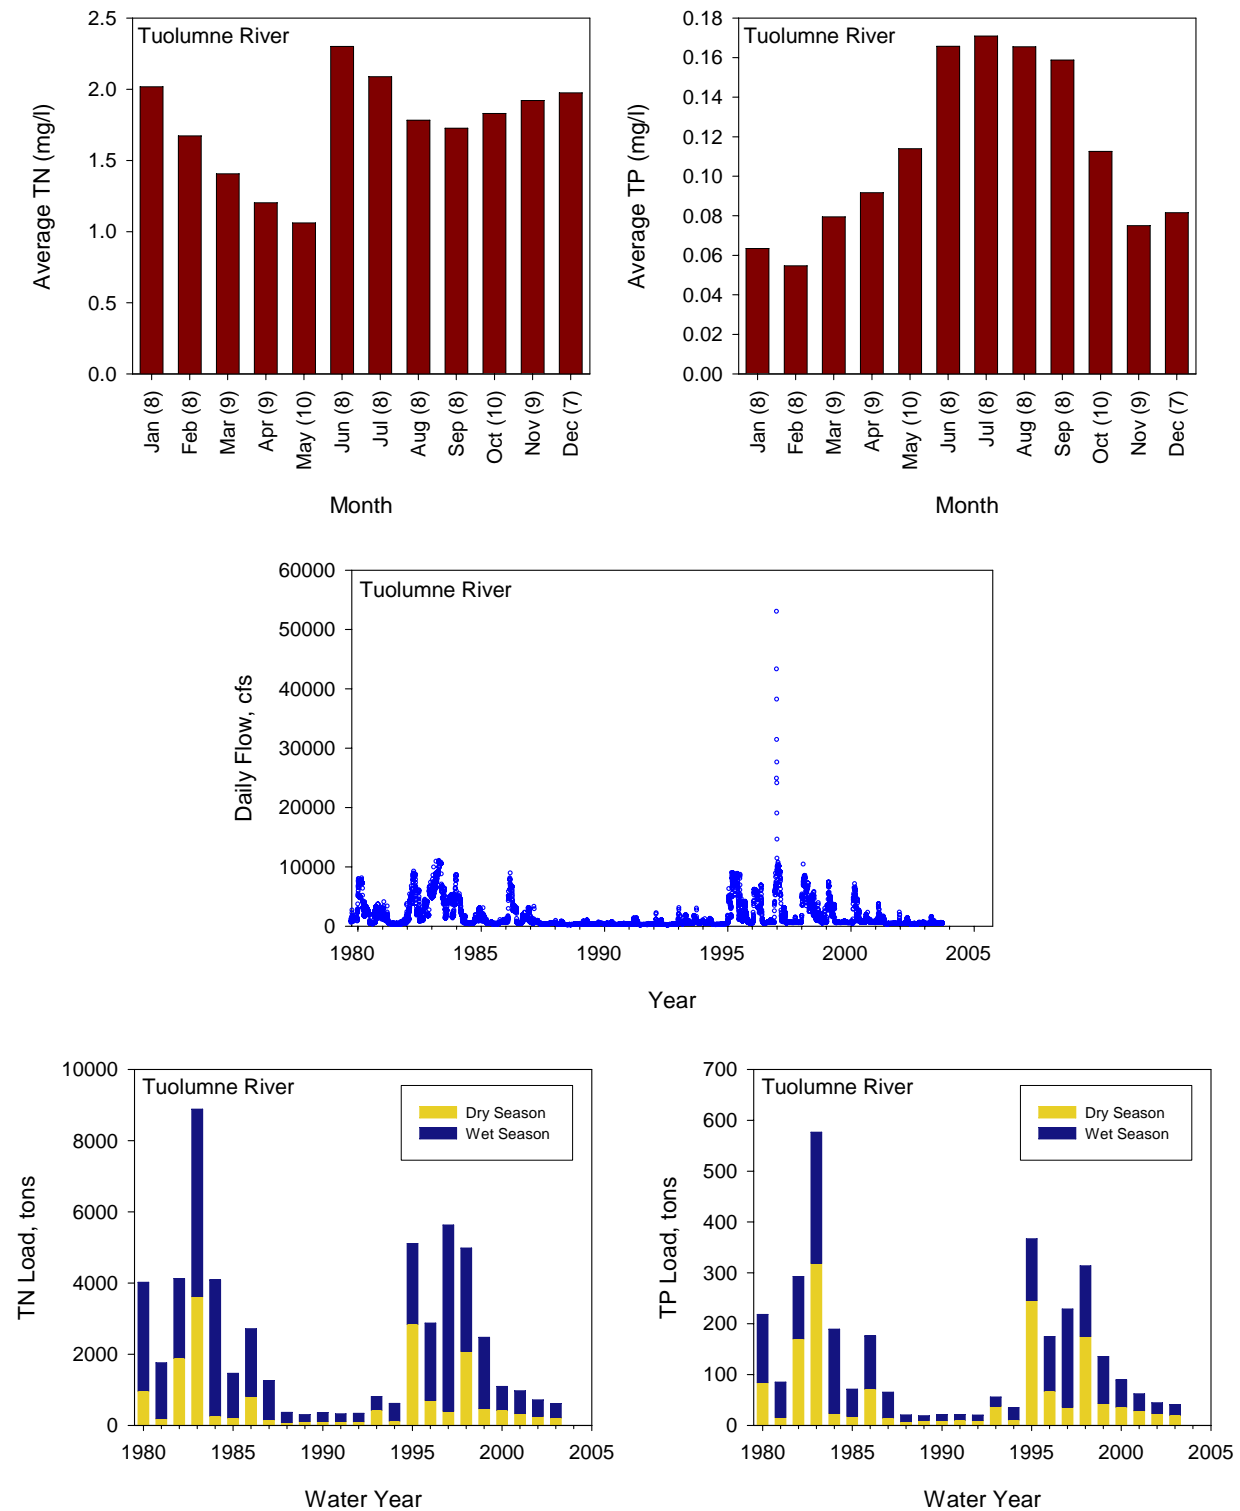 Tuolumne River
Average TN (mg/l)
2.5
2.0
1.5
1.0
0.5
0.0
Jan (8)
Feb (8)
Mar (9)
Apr (9)
May (10)
Jun (8)
Jul (8)
Aug (8)
Sep (8)
Oct (10)
Nov (9)
Dec (7)
Month
Tuolumne River
Average TP (mg/l)
0.18
0.16
0.14
0.12
0.10
0.08
0.06
0.04
0.02
0.00
Jan (8)
Feb (8)
Mar (9)
Apr (9)
May (10)
Jun (8)
Jul (8)
Aug (8)
Sep (8)
Oct (10)
Nov (9)
Dec (7)
Month
Tuolumne River
Daily Flow, cfs
60000
50000
40000
30000
20000
10000
0
1980 1985 1990 1995 2000 2005
Year
Tuolumne River
Dry Season
Wet Season
TN Load, tons
10000
8000
6000
4000
2000
0
1980 1985 1990 1995 2000 2005
Water Year
Tuolumne River
Dry Season
Wet Season
TP Load, tons
700
600
500
400
300
200
100
0
1980 1985 1990 1995 2000 2005
Water Year